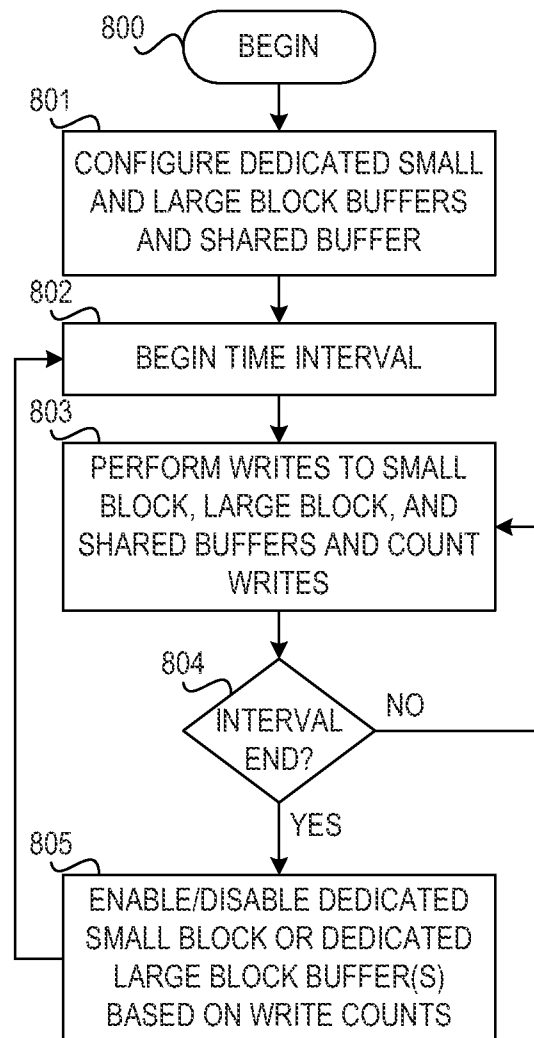 800
BEGIN
801
CONFIGURE DEDICATED SMALL
AND LARGE BLOCK BUFFERS
AND SHARED BUFFER
802
BEGIN TIME INTERVAL
803
PERFORM WRITES TO SMALL
BLOCK, LARGE BLOCK, AND
SHARED BUFFERS AND COUNT
WRITES
804
INTERVAL
END?
NO
YES
805
ENABLE/DISABLE DEDICATED
SMALL BLOCK OR DEDICATED
LARGE BLOCK BUFFER(S)
BASED ON WRITE COUNTS